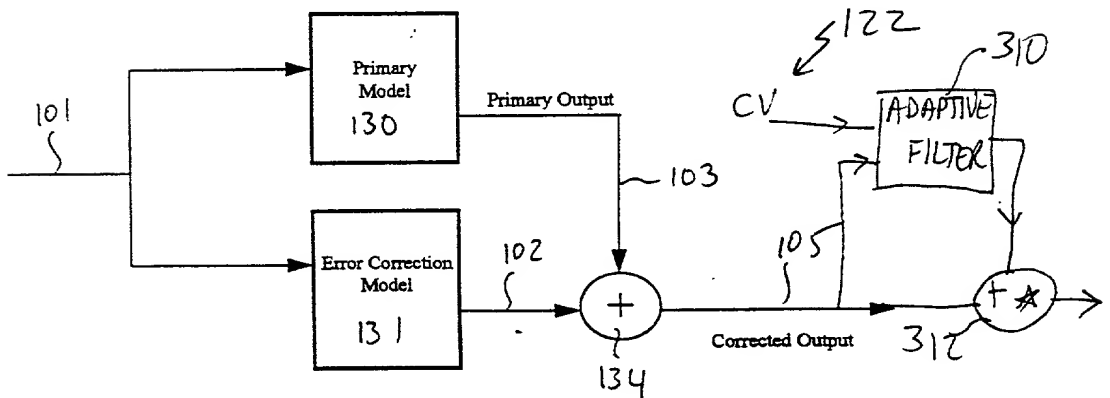 122
310
101
Primary
Model
130
Primary Output
CV
ADAPTIVE
FILTER
103
Error Correction
Model
131
102
+
134
105
105
Corrected Output
+ *
312